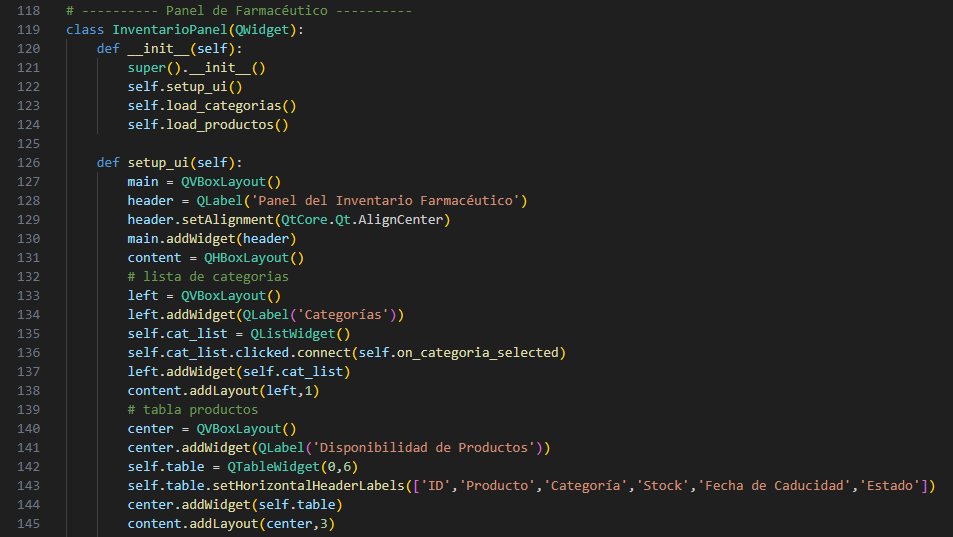 118 # ---------- Panel de Farmacéutico ----------
119 class InventarioPanel(QWidget):
120     def __init__(self):
121         super().__init__()
122         self.setup_ui()
123         self.load_categorias()
124         self.load_productos()
125
126     def setup_ui(self):
127         main = QVBoxLayout()
128         header = QLabel('Panel del Inventario Farmacéutico')
129         header.setAlignment(QtCore.Qt.AlignCenter)
130         main.addWidget(header)
131         content = QHBoxLayout()
132         # lista de categorias
133         left = QVBoxLayout()
134         left.addWidget(QLabel('Categorías'))
135         self.cat_list = QListWidget()
136         self.cat_list.clicked.connect(self.on_categoria_selected)
137         left.addWidget(self.cat_list)
138         content.addLayout(left,1)
139         # tabla productos
140         center = QVBoxLayout()
141         center.addWidget(QLabel('Disponibilidad de Productos'))
142         self.table = QTableWidget(0,6)
143         self.table.setHorizontalHeaderLabels(['ID','Producto','Categoría','Stock','Fecha de Caducidad','Estado'])
144         center.addWidget(self.table)
145         content.addLayout(center,3)